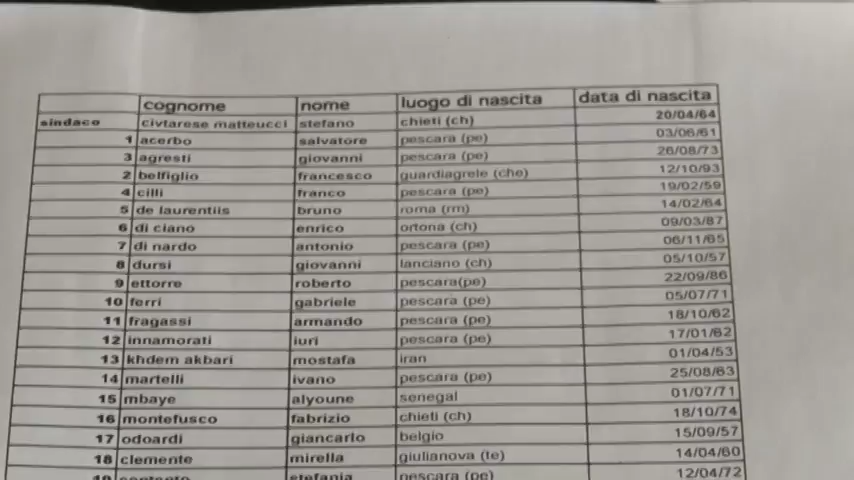 cognome nome luogo di nascita data di nascita
sindaco civtarese matteucci stefano chieti (ch) 20/04/64
1 acerbo salvatore pescara (pe) 03/06/61
3 agresti giovanni pescara (pe) 26/08/73
2 belfiglio francesco guardiagrele (che) 12/10/93
4 cilli franco pescara (pe) 19/02/59
5 de laurentiis bruno roma (rm) 14/02/64
6 di ciano enrico ortona (ch) 09/03/87
7 di nardo antonio pescara (pe) 06/11/65
8 dursi giovanni lanciano (ch) 05/10/57
9 ettorre roberto pescara(pe) 22/09/86
10 ferri gabriele pescara (pe) 05/07/71
11 fragassi armando pescara (pe) 18/10/62
12 innamorati iuri pescara (pe) 17/01/82
13 khdem akbari mostafa iran 01/04/53
14 martelli ivano pescara (pe) 25/08/63
15 mbaye alyoune senegal 01/07/71
16 montefusco fabrizio chieti (ch) 18/10/74
17 odoardi giancarlo belgio 15/09/57
18 clemente mirella giulianova (te) 14/04/60
19 stefania pescara (pe) 12/04/72